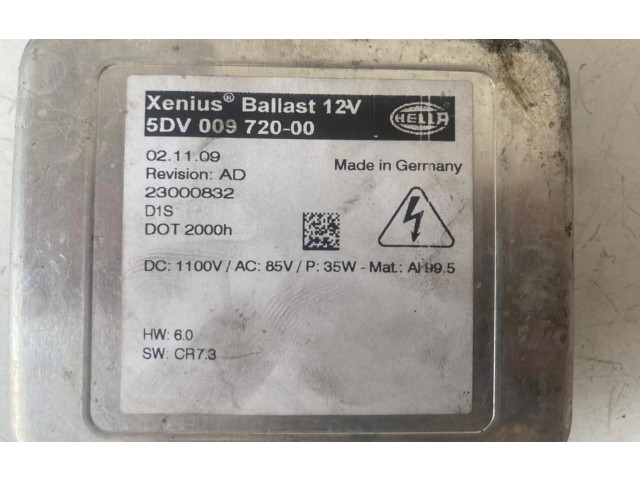 Xenius® Ballast 12V
5DV 009 720-00
HELLA
02.11.09
Made in Germany
Revision: AD
23000832
D1S
DOT 2000h
DC: 1100V / AC: 85V / P: 35W - Mat.: Al 99.5
HW: 6.0
SW: CR7.3